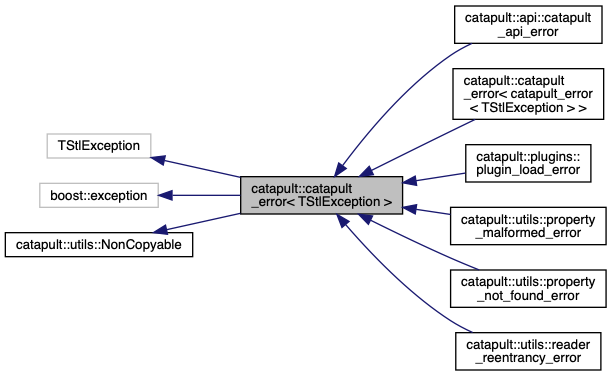 TStlException
boost::exception
catapult::utils::NonCopyable
catapult::catapult
_error< TStlException >
catapult::api::catapult
_api_error
catapult::catapult
_error< catapult_error
< TStlException > >
catapult::plugins::
plugin_load_error
catapult::utils::property
_malformed_error
catapult::utils::property
_not_found_error
catapult::utils::reader
_reentrancy_error